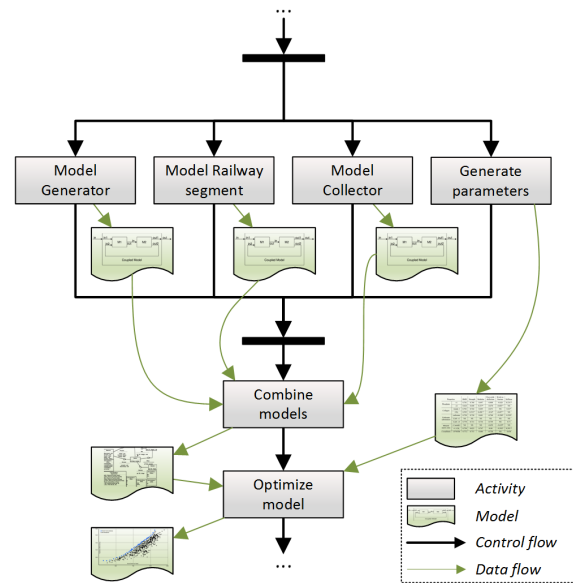 ...
Model
Generator
Model Railway
segment
Model
Collector
Generate
parameters
Combine
models
Optimize
model
...
Activity
Model
Control flow
Data flow